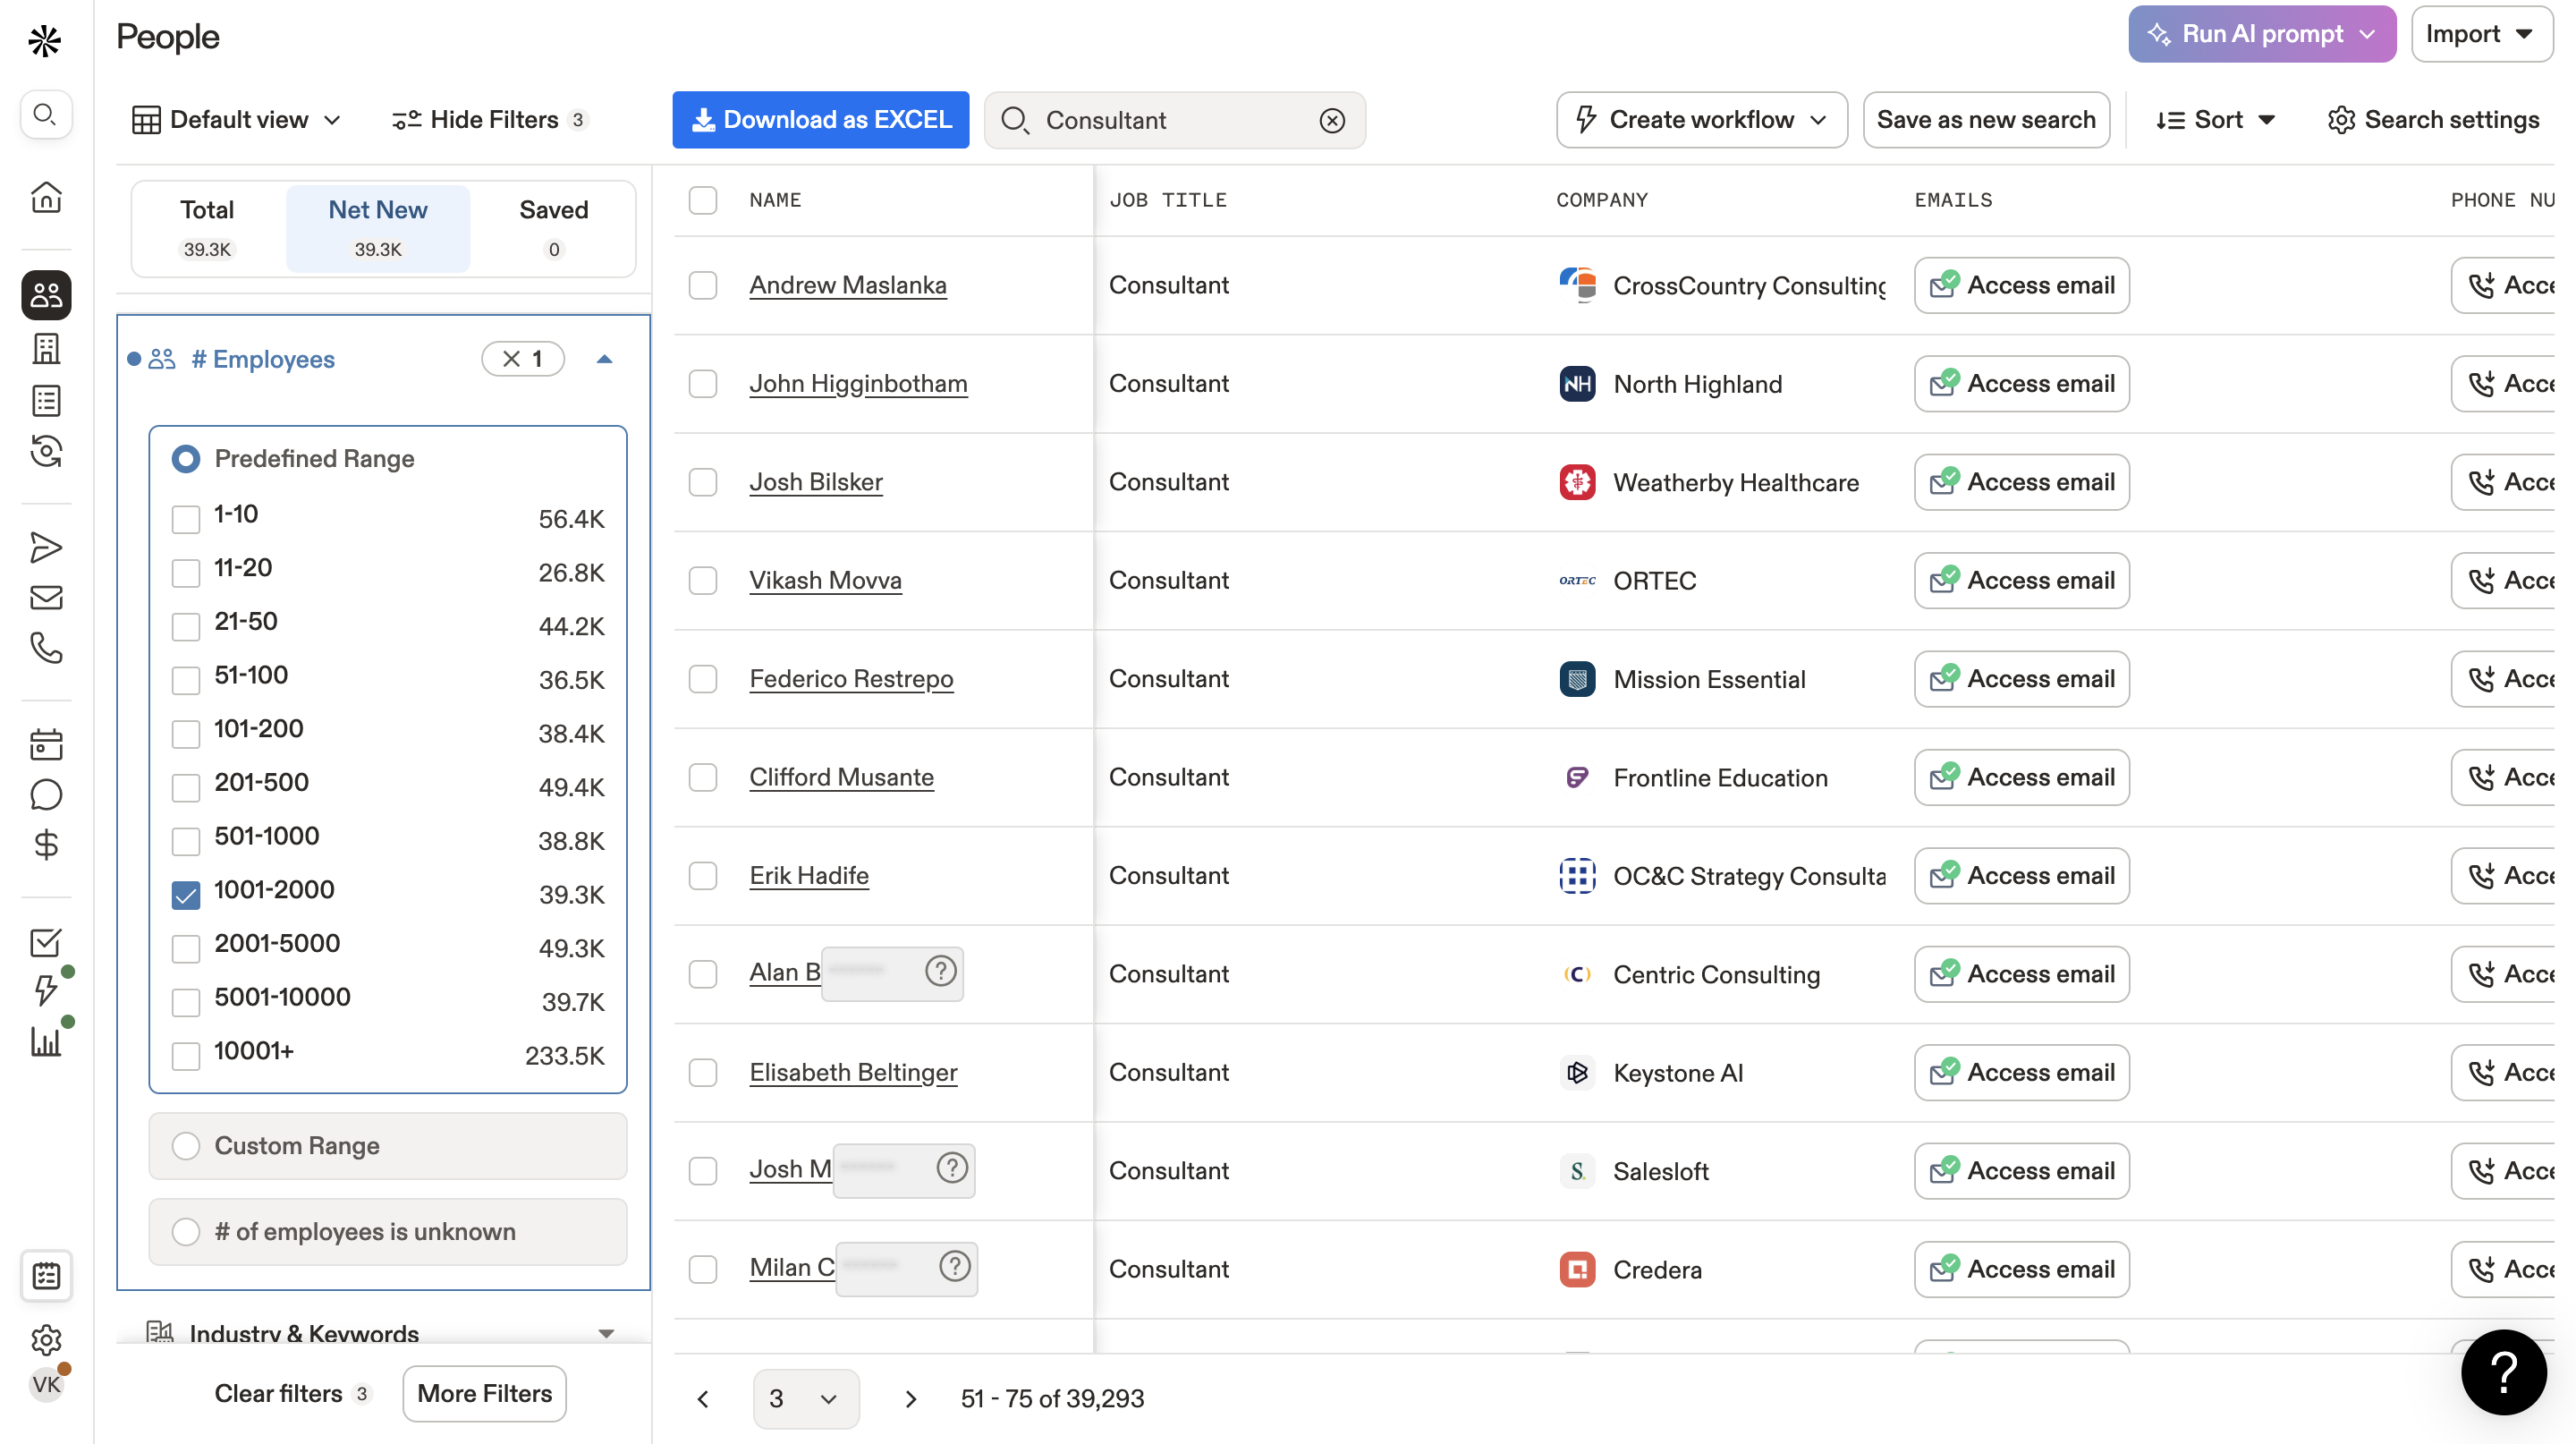 People
Run AI prompt
Import
Default view
Hide Filters 3
Download as EXCEL
Consultant
Create workflow
Save as new search
Sort
Search settings
Total
39.3K
Net New
39.3K
Saved
0
# Employees
1
Predefined Range
1-10 56.4K
11-20 26.8K
21-50 44.2K
51-100 36.5K
101-200 38.4K
201-500 49.4K
501-1000 38.8K
1001-2000 39.3K
2001-5000 49.3K
5001-10000 39.7K
10001+ 233.5K
Custom Range
# of employees is unknown
Industry & Keywords
Clear filters 3
More Filters
VK
NAME JOB TITLE COMPANY EMAILS PHONE NU
Andrew Maslanka Consultant CrossCountry Consulting Access email Acce
John Higginbotham Consultant NH North Highland Access email Acce
Josh Bilsker Consultant Weatherby Healthcare Access email Acce
Vikash Movva Consultant ORTEC ORTEC Access email Acce
Federico Restrepo Consultant Mission Essential Access email Acce
Clifford Musante Consultant Frontline Education Access email Acce
Erik Hadife Consultant OC&C Strategy Consulta Access email Acce
Alan B ? Consultant (C) Centric Consulting Access email Acce
Elisabeth Beltinger Consultant Keystone AI Access email Acce
Josh M ? Consultant S. Salesloft Access email Acce
Milan C ? Consultant Credera Access email Acce
3
51 - 75 of 39,293
?